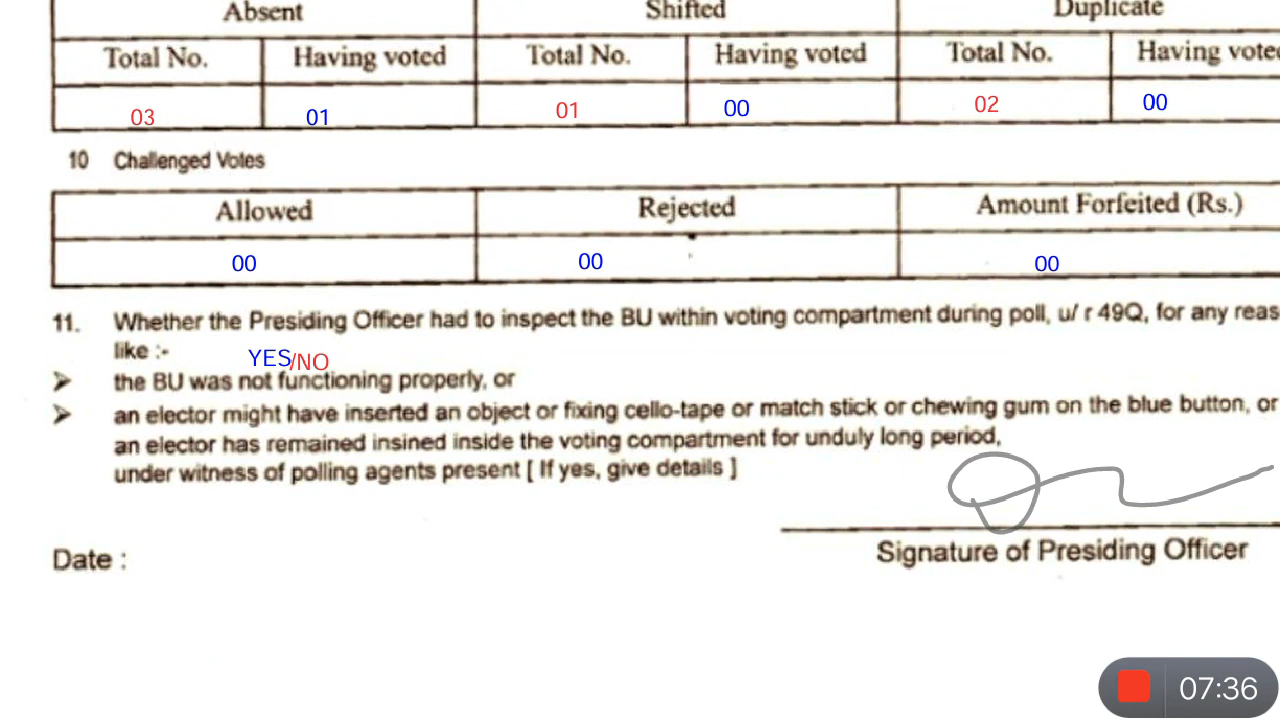 Absent Shifted Duplicate
Total No. Having voted Total No. Having voted Total No. Having vote
03 01 01 00 02 00
10 Challenged Votes
Allowed Rejected Amount Forfeited (Rs.)
00 00 00
11. Whether the Presiding Officer had to inspect the BU within voting compartment during poll, u/ r 49Q, for any reas
like :-
YES/NO
➢ the BU was not functioning properly, or
➢ an elector might have inserted an object or fixing cello-tape or match stick or chewing gum on the blue button, or
an elector has remained insined inside the voting compartment for unduly long period,
under witness of polling agents present [ If yes, give details ]
Date : Signature of Presiding Officer
07:36